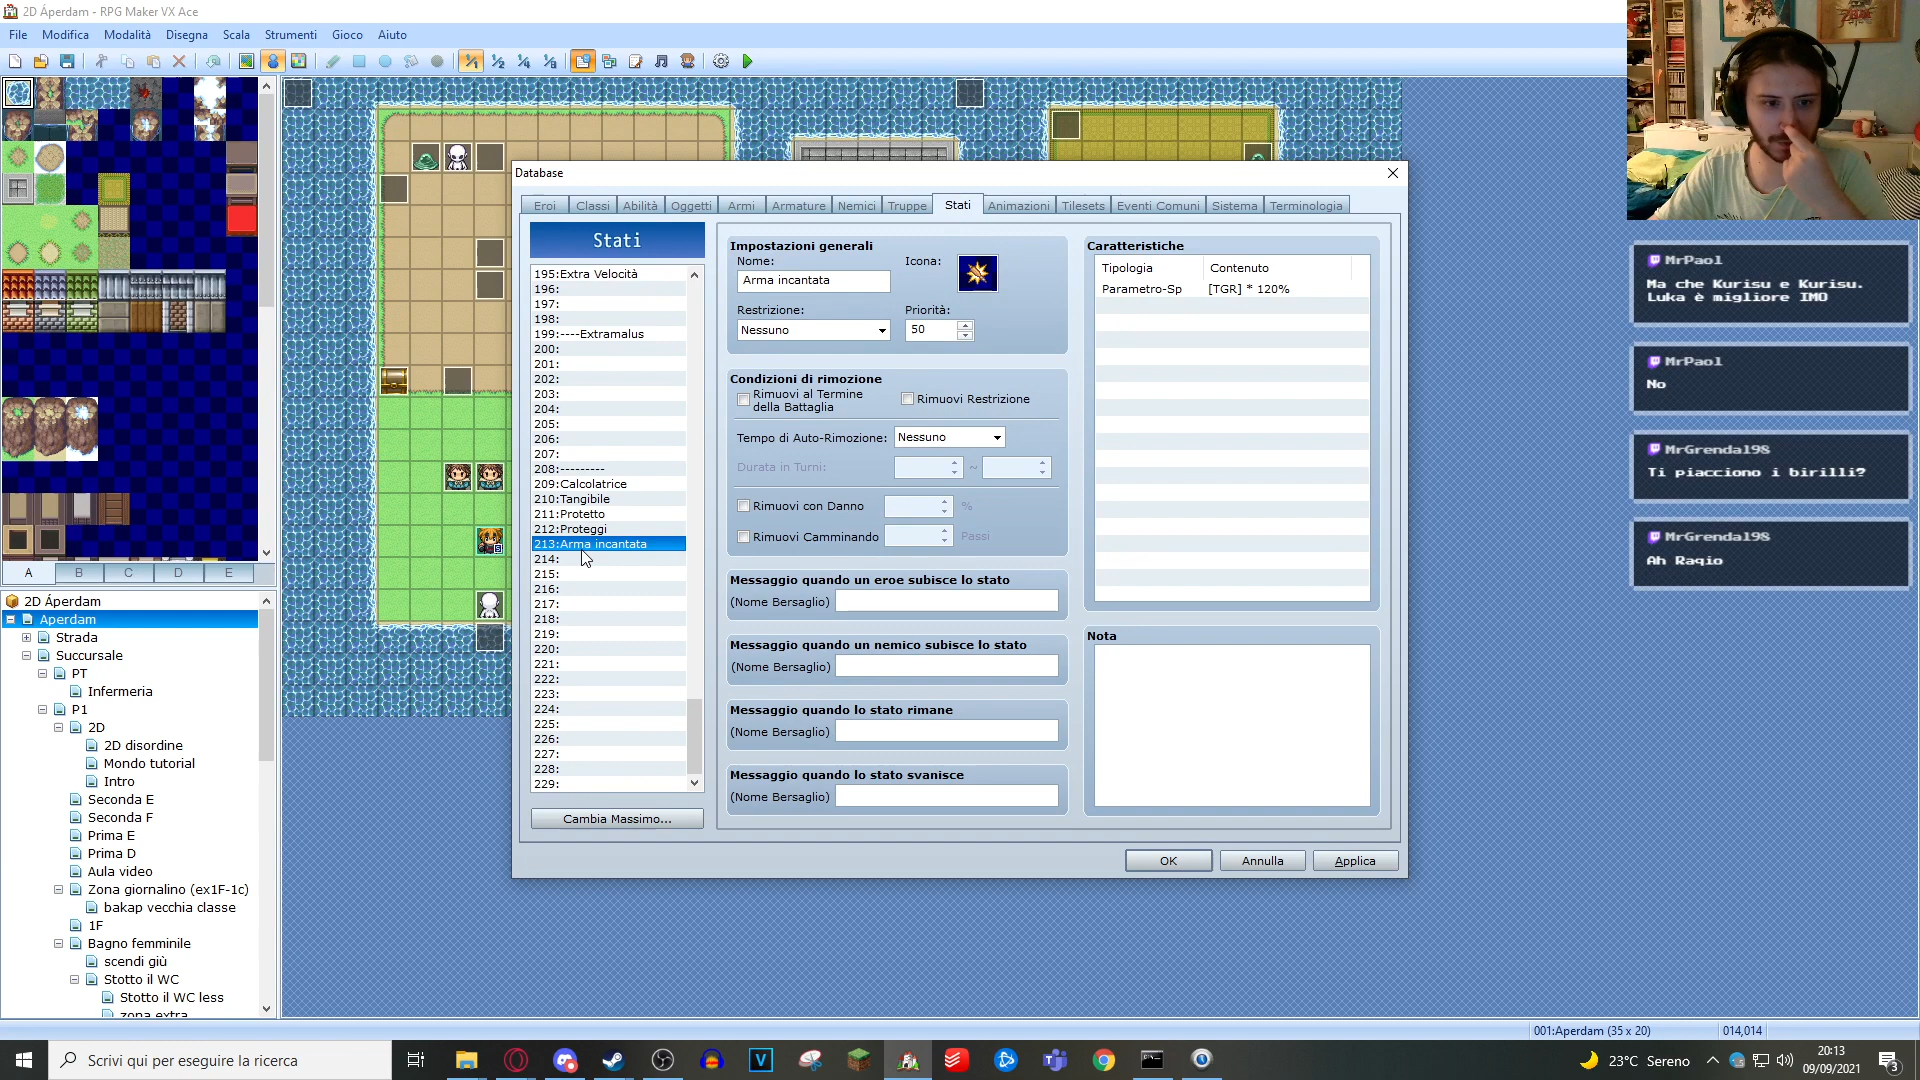 2D Áperdam - RPG Maker VX Ace
File Modifica Modalità Disegna Scala Strumenti Gioco Aiuto
Database
Eroi Classi Abilità Oggetti Armi Armature Nemici Truppe Stati Animazioni Tilesets Eventi Comuni Sistema Terminologia
Stati
195:Extra Velocità
196:
197:
198:
199:----Extramalus
200:
201:
202:
203:
204:
205:
206:
207:
208:---------
209:Calcolatrice
210:Tangibile
211:Protetto
212:Proteggi
213:Arma incantata
214:
215:
216:
217:
218:
219:
220:
221:
222:
223:
224:
225:
226:
227:
228:
229:
Cambia Massimo...
Impostazioni generali
Nome: Icona:
Arma incantata
Restrizione: Priorità:
Nessuno 50
Condizioni di rimozione
Rimuovi al Termine
della Battaglia
Rimuovi Restrizione
Tempo di Auto-Rimozione: Nessuno
Durata in Turni: ~
Rimuovi con Danno %
Rimuovi Camminando Passi
Messaggio quando un eroe subisce lo stato
(Nome Bersaglio)
Messaggio quando un nemico subisce lo stato
(Nome Bersaglio)
Messaggio quando lo stato rimane
(Nome Bersaglio)
Messaggio quando lo stato svanisce
(Nome Bersaglio)
Caratteristiche
Tipologia Contenuto
Parametro-Sp [TGR] * 120%
Nota
OK Annulla Applica
A B C D E
2D Áperdam
Aperdam
Strada
Succursale
PT
Infermeria
P1
2D
2D disordine
Mondo tutorial
Intro
Seconda E
Seconda F
Prima E
Prima D
Aula video
Zona giornalino (ex1F-1c)
bakap vecchia classe
1F
Bagno femminile
scendi giù
Stotto il WC
Stotto il WC less
zona extra
MrPaol
Ma che Kurisu e Kurisu.
Luka è migliore IMO
MrPaol
No
MrGrenda198
Ti piacciono i birilli?
MrGrenda198
Ah Ragio
001:Aperdam (35 x 20) 014,014
Scrivi qui per eseguire la ricerca
23°C Sereno
20:13
09/09/2021
3